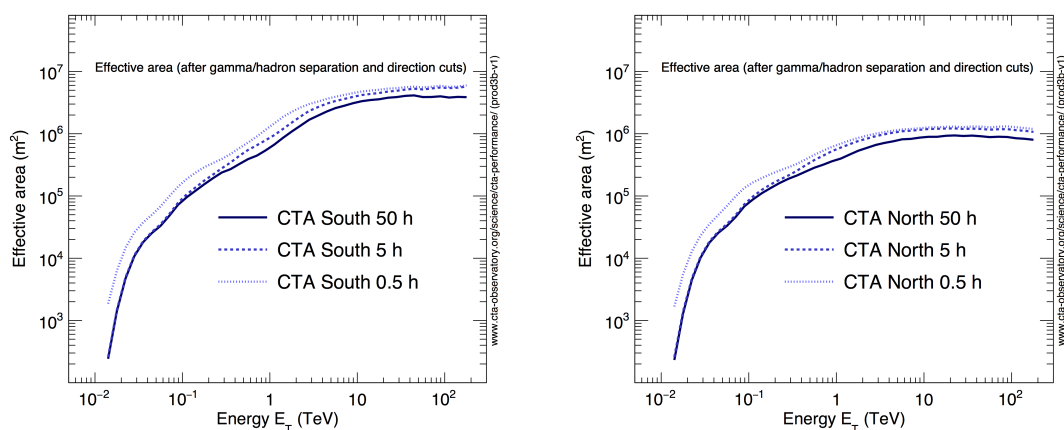 Effective area (after gamma/hadron separation and direction cuts)
10⁷
10⁶
10⁵
10⁴
10³
Effective area (m²)
CTA South 50 h
CTA South 5 h
CTA South 0.5 h
10⁻²
10⁻¹
1
10
10²
Energy E_T (TeV)
www.cta-observatory.org/science/cta-performance/ (prod3b-v1)
Effective area (after gamma/hadron separation and direction cuts)
10⁷
10⁶
10⁵
10⁴
10³
Effective area (m²)
CTA North 50 h
CTA North 5 h
CTA North 0.5 h
10⁻²
10⁻¹
1
10
10²
Energy E_T (TeV)
www.cta-observatory.org/science/cta-performance/ (prod3b-v1)